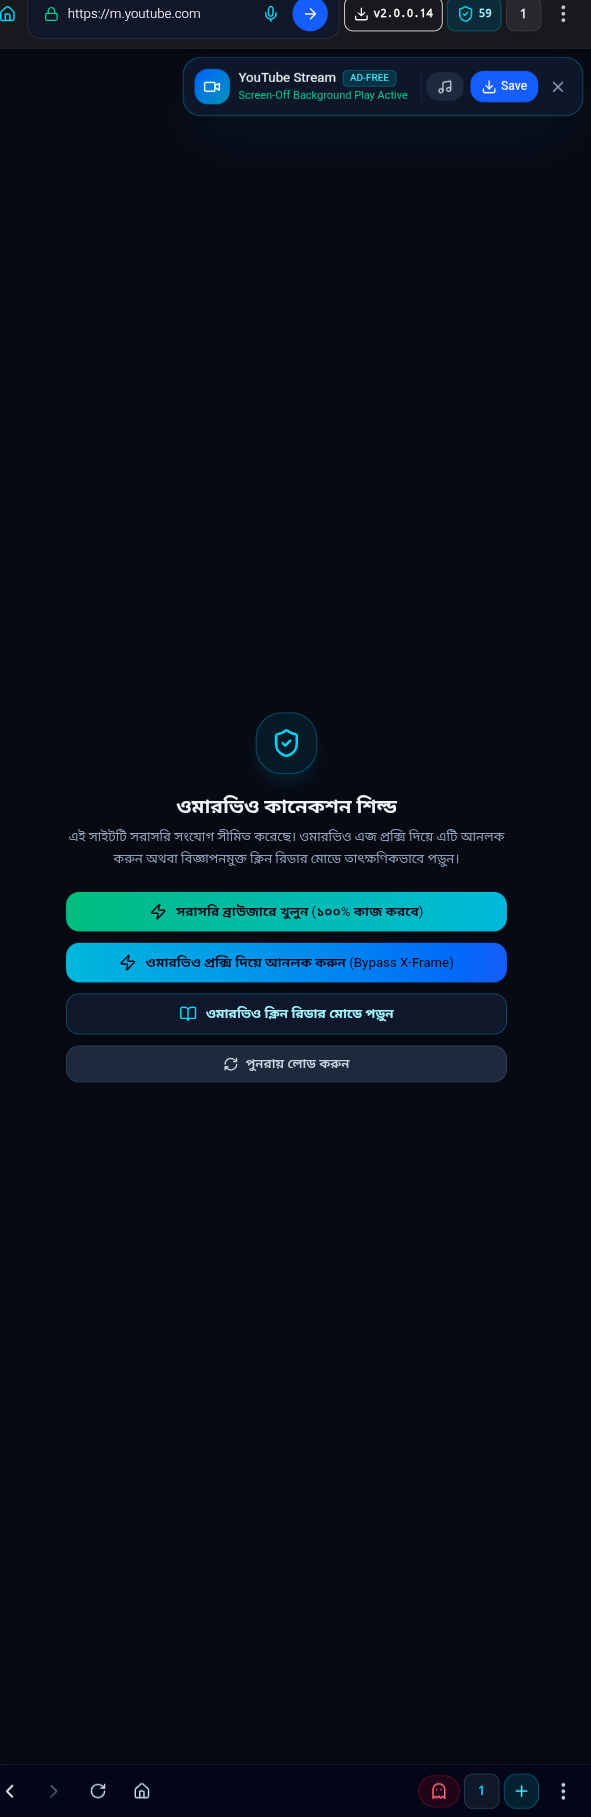 https://m.youtube.com
v2.0.0.14
59
1
YouTube Stream
AD-FREE
Screen-Off Background Play Active
Save
ওমারভিও কানেকশন শিল্ড
এই সাইটটি সরাসরি সংযোগ সীমিত করেছে। ওমারভিও এজ প্রক্সি দিয়ে এটি আনলক
করুন অথবা বিজ্ঞাপনমুক্ত ক্লিন রিডার মোডে তাৎক্ষণিকভাবে পড়ুন।
সরাসরি ব্রাউজারে খুলুন (১০০% কাজ করবে)
ওমারভিও প্রক্সি দিয়ে আনলক করুন (Bypass X-Frame)
ওমারভিও ক্লিন রিডার মোডে পড়ুন
পুনরায় লোড করুন
1